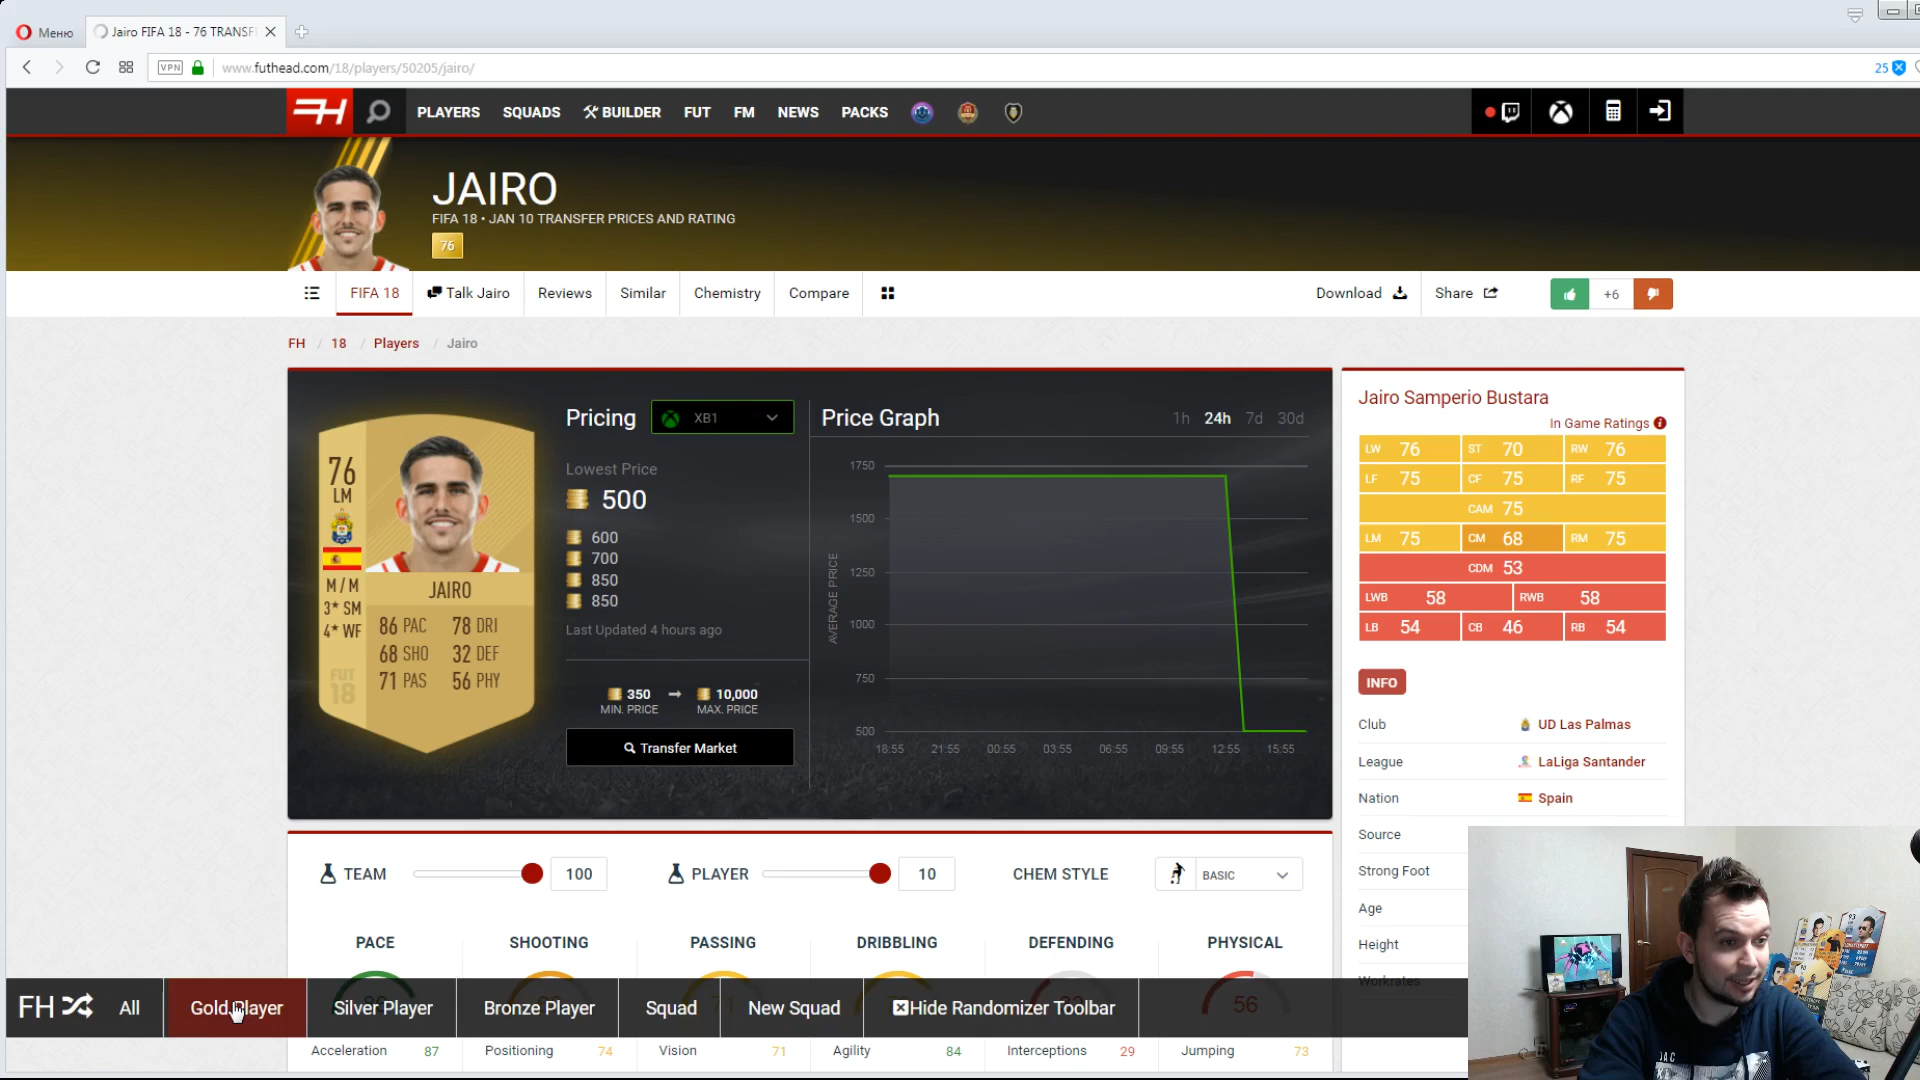 Меню
Jairo FIFA 18 - 76 TRANSF
VPN
www.futhead.com/18/players/50205/jairo/
25
FH
PLAYERS
SQUADS
BUILDER
FUT
FM
NEWS
PACKS
JAIRO
FIFA 18 • JAN 10 TRANSFER PRICES AND RATING
76
FIFA 18
Talk Jairo
Reviews
Similar
Chemistry
Compare
Download
Share
+6
FH / 18 / Players / Jairo
76
LM
M / M
3* SM
4* WF
FUT
18
JAIRO
86 PAC 78 DRI
68 SHO 32 DEF
71 PAS 56 PHY
Pricing
XB1
Lowest Price
500
600
700
850
850
Last Updated 4 hours ago
350 10,000
MIN. PRICE MAX. PRICE
Transfer Market
Price Graph
1h 24h 7d 30d
AVERAGE PRICE
1750
1500
1250
1000
750
500
18:55 21:55 00:55 03:55 06:55 09:55 12:55 15:55
Jairo Samperio Bustara
In Game Ratings
LW 76 ST 70 RW 76
LF 75 CF 75 RF 75
CAM 75
LM 75 CM 68 RM 75
CDM 53
LWB 58 RWB 58
LB 54 CB 46 RB 54
INFO
Club UD Las Palmas
League LaLiga Santander
Nation Spain
Source
Strong Foot
Age
Height
Workrates
TEAM 100
PLAYER 10
CHEM STYLE BASIC
PACE SHOOTING PASSING DRIBBLING DEFENDING PHYSICAL
56
FH
All
Gold Player
Silver Player
Bronze Player
Squad
New Squad
Hide Randomizer Toolbar
Acceleration 87
Positioning 74
Vision 71
Agility 84
Interceptions 29
Jumping 73